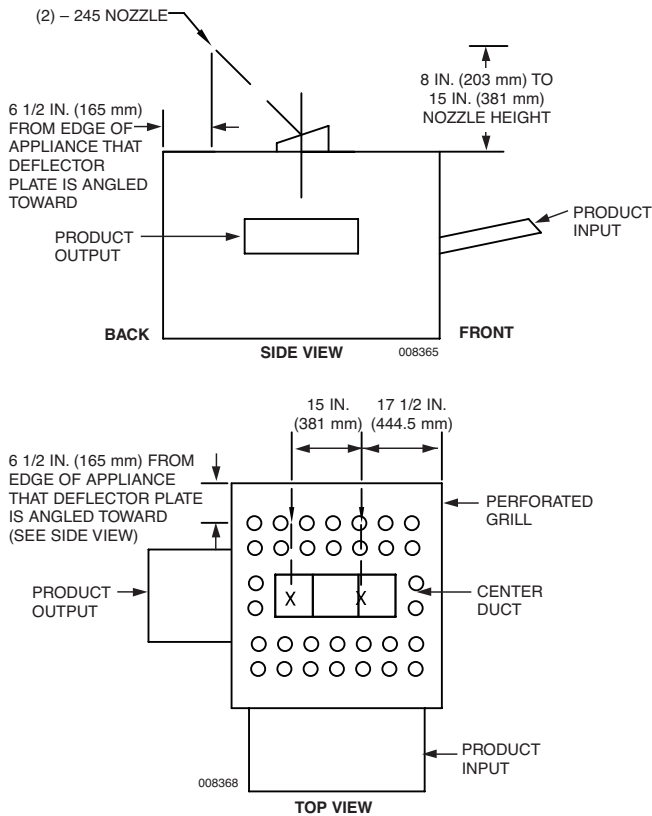 (2) – 245 NOZZLE
8 IN. (203 mm) TO
15 IN. (381 mm)
NOZZLE HEIGHT
6 1/2 IN. (165 mm)
FROM EDGE OF
APPLIANCE THAT
DEFLECTOR
PLATE IS ANGLED
TOWARD
PRODUCT
OUTPUT
PRODUCT
INPUT
BACK
FRONT
SIDE VIEW
008365
15 IN.
(381 mm)
17 1/2 IN.
(444.5 mm)
6 1/2 IN. (165 mm) FROM
EDGE OF APPLIANCE
THAT DEFLECTOR PLATE
IS ANGLED TOWARD
(SEE SIDE VIEW)
PERFORATED
GRILL
PRODUCT
OUTPUT
X
X
CENTER
DUCT
PRODUCT
INPUT
008368
TOP VIEW